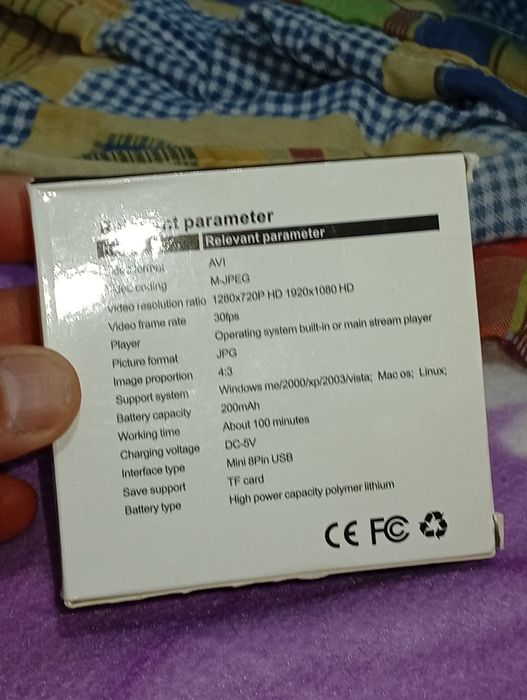 parameter
Relevant parameter
format AVI
coding M-JPEG
Video resolution ratio 1280x720P HD 1920x1080 HD
Video frame rate 30fps
Player Operating system built-in or main stream player
Picture format JPG
Image proportion 4:3
Support system Windows me/2000/xp/2003/vista; Mac os; Linux;
Battery capacity 200mAh
Working time About 100 minutes
Charging voltage DC-5V
Interface type Mini 8Pin USB
Save support TF card
Battery type High power capacity polymer lithium
CE FC